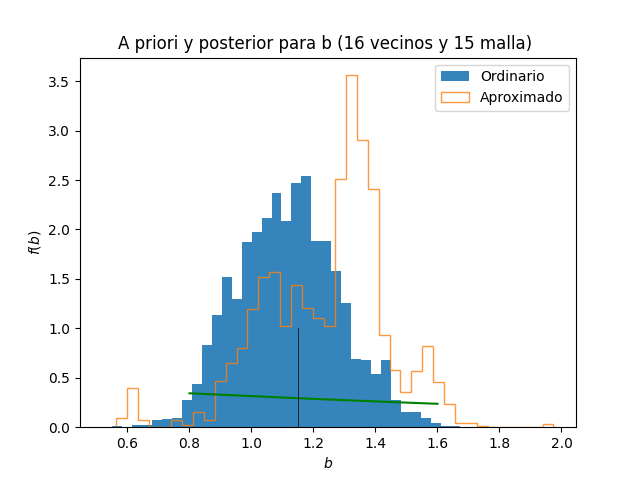 A priori y posterior para b (16 vecinos y 15 malla)
Ordinario
Aproximado
f(b)
3.5
3.0
2.5
2.0
1.5
1.0
0.5
0.0
0.6 0.8 1.0 1.2 1.4 1.6 1.8 2.0
b